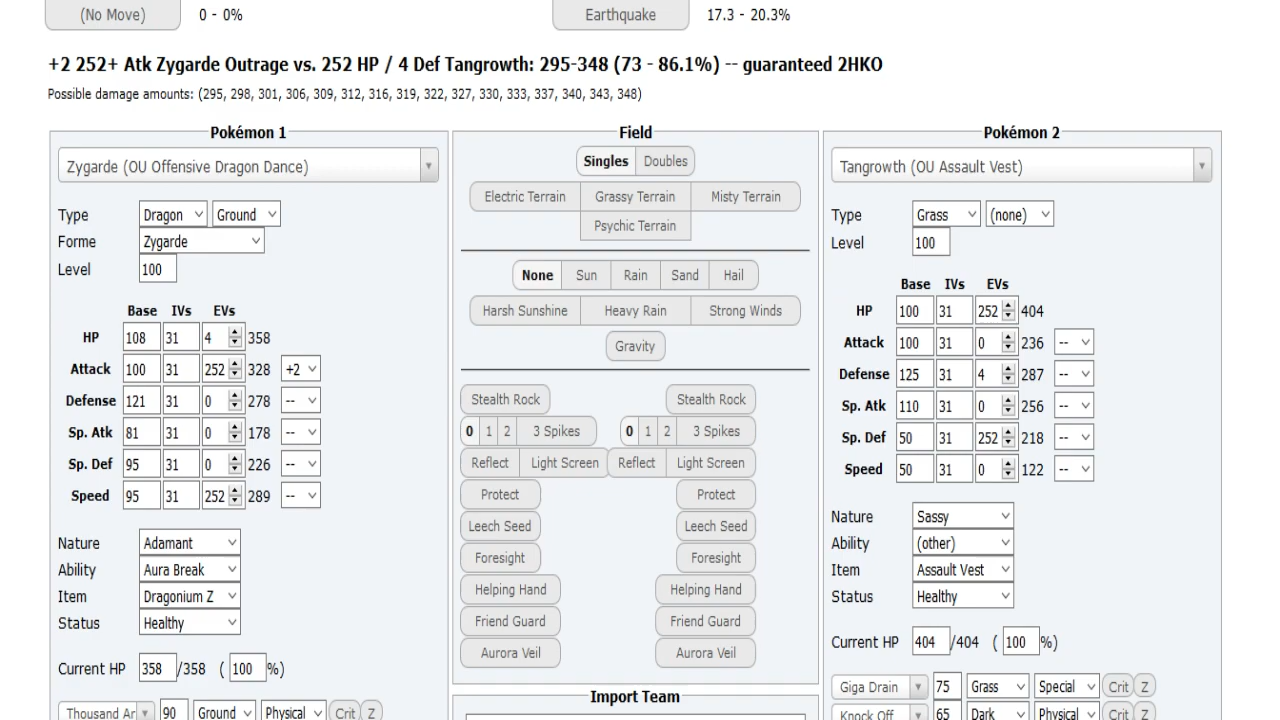 (No Move) 0 - 0% Earthquake 17.3 - 20.3%
+2 252+ Atk Zygarde Outrage vs. 252 HP / 4 Def Tangrowth: 295-348 (73 - 86.1%) -- guaranteed 2HKO
Possible damage amounts: (295, 298, 301, 306, 309, 312, 316, 319, 322, 327, 330, 333, 337, 340, 343, 348)
Pokémon 1
Zygarde (OU Offensive Dragon Dance)
Type Dragon Ground
Forme Zygarde
Level 100
Base IVs EVs
HP 108 31 4 358
Attack 100 31 252 328 +2
Defense 121 31 0 278 --
Sp. Atk 81 31 0 178 --
Sp. Def 95 31 0 226 --
Speed 95 31 252 289 --
Nature Adamant
Ability Aura Break
Item Dragonium Z
Status Healthy
Current HP 358 /358 ( 100 %)
Thousand Ar 90 Ground Physical Crit Z
Field
Singles Doubles
Electric Terrain Grassy Terrain Misty Terrain
Psychic Terrain
None Sun Rain Sand Hail
Harsh Sunshine Heavy Rain Strong Winds
Gravity
Stealth Rock Stealth Rock
0 1 2 3 Spikes 0 1 2 3 Spikes
Reflect Light Screen Reflect Light Screen
Protect Protect
Leech Seed Leech Seed
Foresight Foresight
Helping Hand Helping Hand
Friend Guard Friend Guard
Aurora Veil Aurora Veil
Import Team
Pokémon 2
Tangrowth (OU Assault Vest)
Type Grass (none)
Level 100
Base IVs EVs
HP 100 31 252 404
Attack 100 31 0 236 --
Defense 125 31 4 287 --
Sp. Atk 110 31 0 256 --
Sp. Def 50 31 252 218 --
Speed 50 31 0 122 --
Nature Sassy
Ability (other)
Item Assault Vest
Status Healthy
Current HP 404 /404 ( 100 %)
Giga Drain 75 Grass Special Crit Z
Knock Off 65 Dark Physical Crit Z